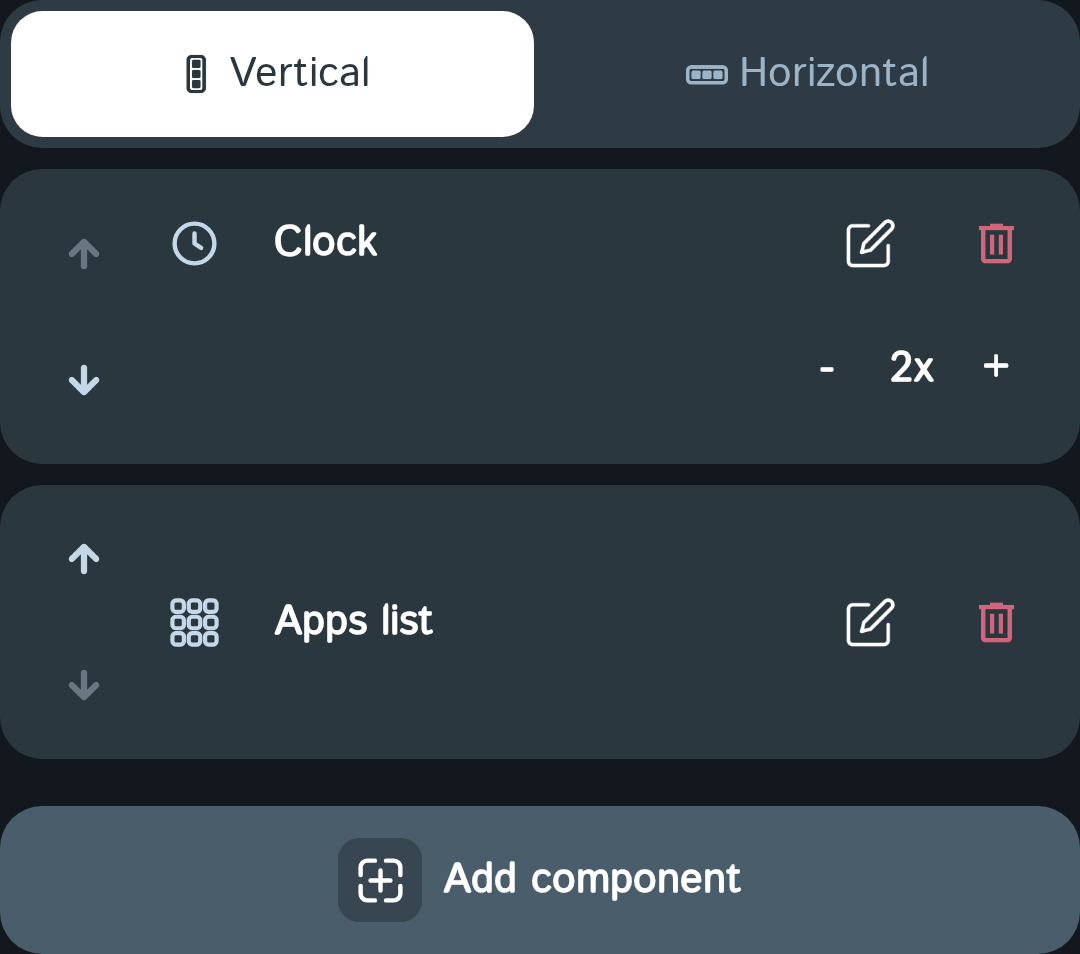 Vertical
Horizontal
Clock
- 2x +
Apps list
Add component